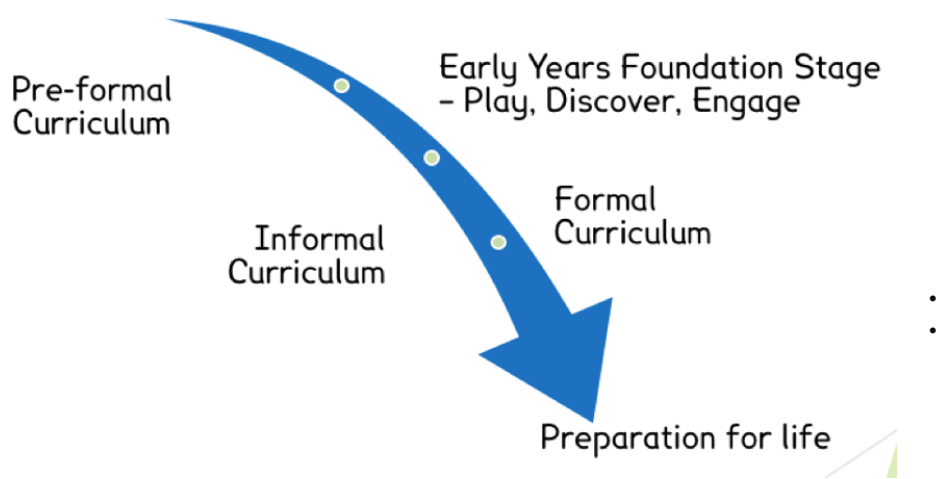 Pre-formal
Curriculum
Early Years Foundation Stage
– Play, Discover, Engage
Informal
Curriculum
Formal
Curriculum
Preparation for life